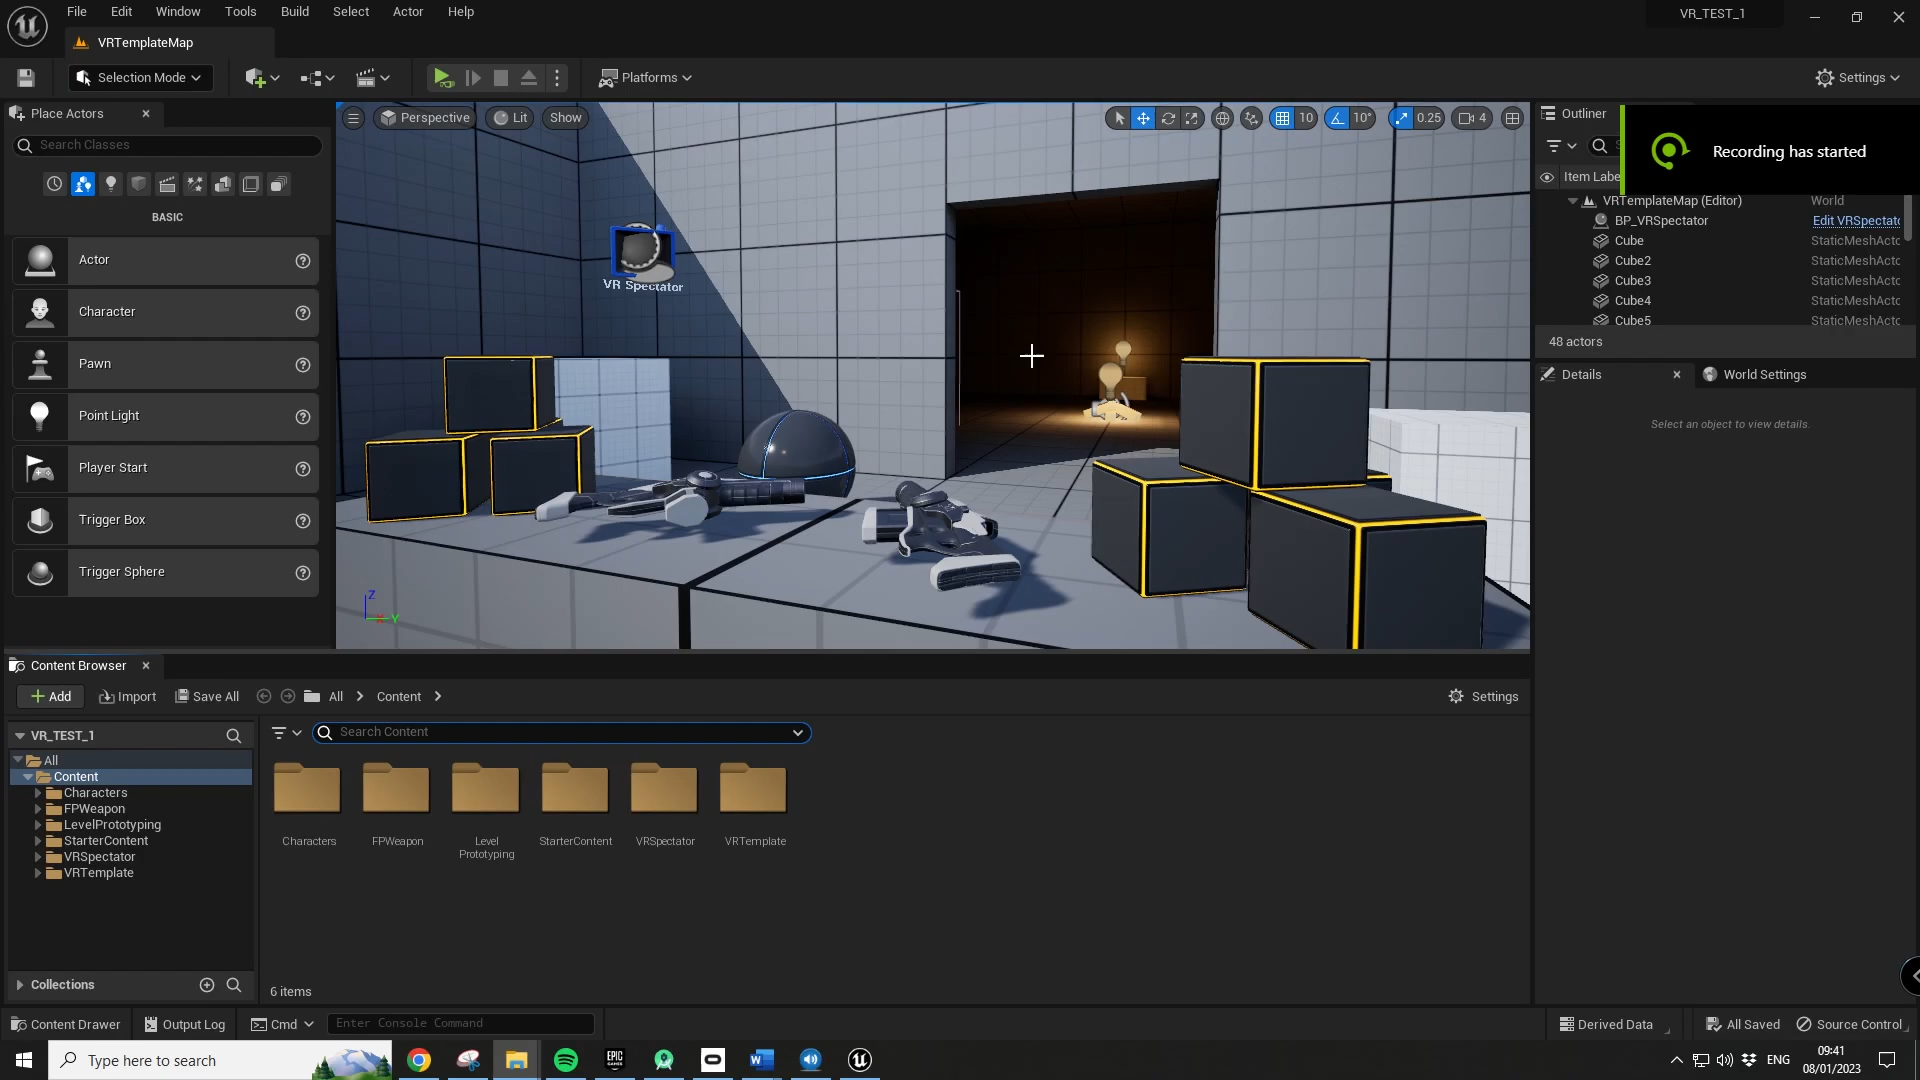 File Edit Window Tools Build Select Actor Help
VR_TEST_1
VRTemplateMap
Selection Mode
Platforms
Settings
Place Actors
Search Classes
BASIC
Actor
Character
Pawn
Point Light
Player Start
Trigger Box
Trigger Sphere
Perspective Lit Show
10 10° 0.25 4
VR Spectator
Z
X Y
Outliner
Recording has started
Item Labe
VRTemplateMap (Editor) World
BP_VRSpectator Edit VRSpectato
Cube StaticMeshActo
Cube2 StaticMeshActo
Cube3 StaticMeshActo
Cube4 StaticMeshActo
Cube5 StaticMeshActo
48 actors
Details World Settings
Select an object to view details.
Content Browser
Add Import Save All All Content Settings
VR_TEST_1
Search Content
All
Content
Characters
FPWeapon
LevelPrototyping
StarterContent
VRSpectator
VRTemplate
Characters FPWeapon Level Prototyping StarterContent VRSpectator VRTemplate
Collections
6 items
Content Drawer Output Log Cmd Enter Console Command Derived Data All Saved Source Control
Type here to search
EPIC GAMES
W
ENG
09:41
08/01/2023